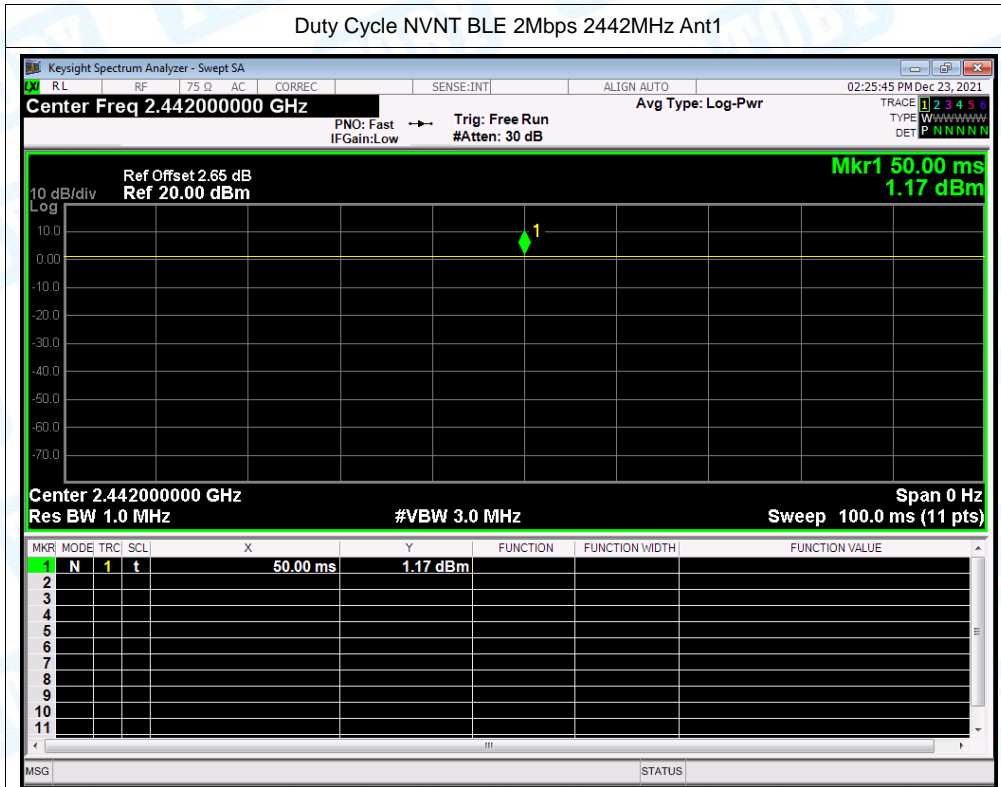 Duty Cycle NVNT BLE 2Mbps 2442MHz Ant1
Keysight Spectrum Analyzer - Swept SA
LXI RL RF 75 Ω AC CORREC SENSE:INT ALIGN AUTO 02:25:45 PM Dec 23, 2021
Center Freq 2.442000000 GHz Avg Type: Log-Pwr TRACE 1 2 3 4 5 6
PNO: Fast Trig: Free Run TYPE WWWWWW
IFGain:Low #Atten: 30 dB DET P N N N N N
Mkr1 50.00 ms
Ref Offset 2.65 dB
10 dB/div Ref 20.00 dBm 1.17 dBm
Log
10.0
1
0.00
-10.0
-20.0
-30.0
-40.0
-50.0
-60.0
-70.0
Center 2.442000000 GHz Span 0 Hz
Res BW 1.0 MHz #VBW 3.0 MHz Sweep 100.0 ms (11 pts)
MKR MODE TRC SCL X Y FUNCTION FUNCTION WIDTH FUNCTION VALUE
1 N 1 t 50.00 ms 1.17 dBm
2
3
4
5
6
7
8
9
10
11
MSG STATUS